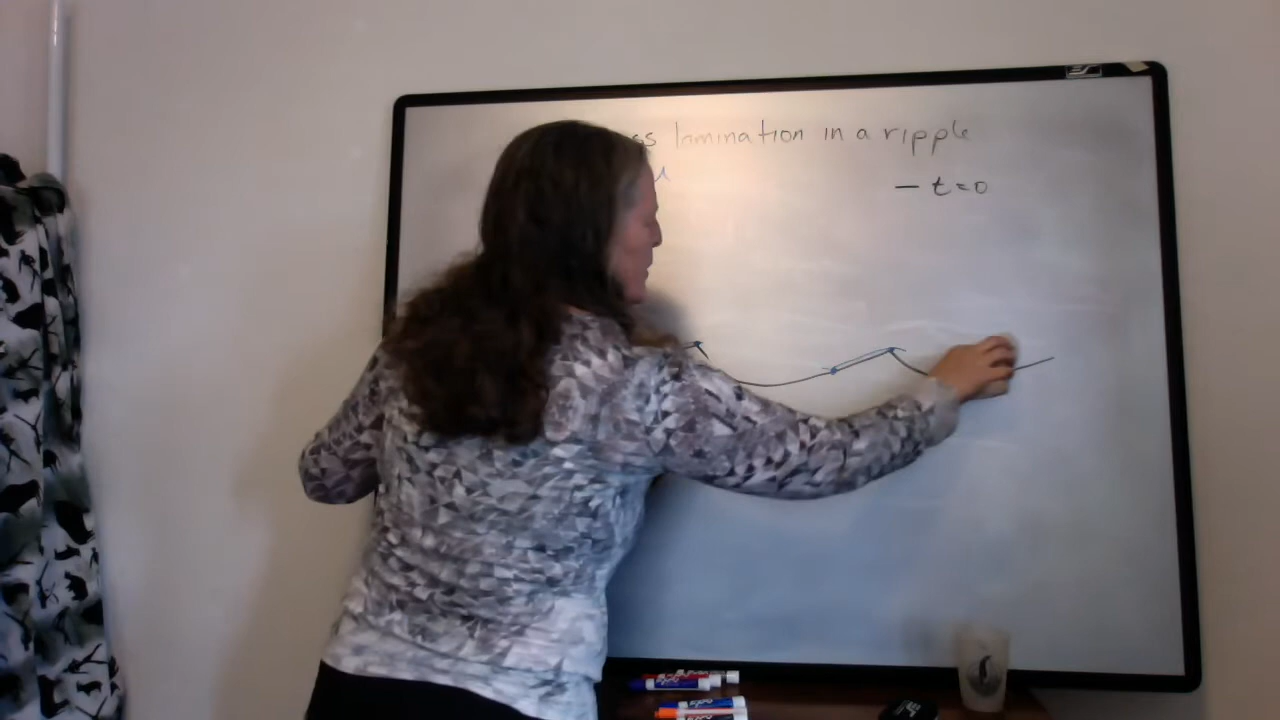 lamination in a ripple
– t=0